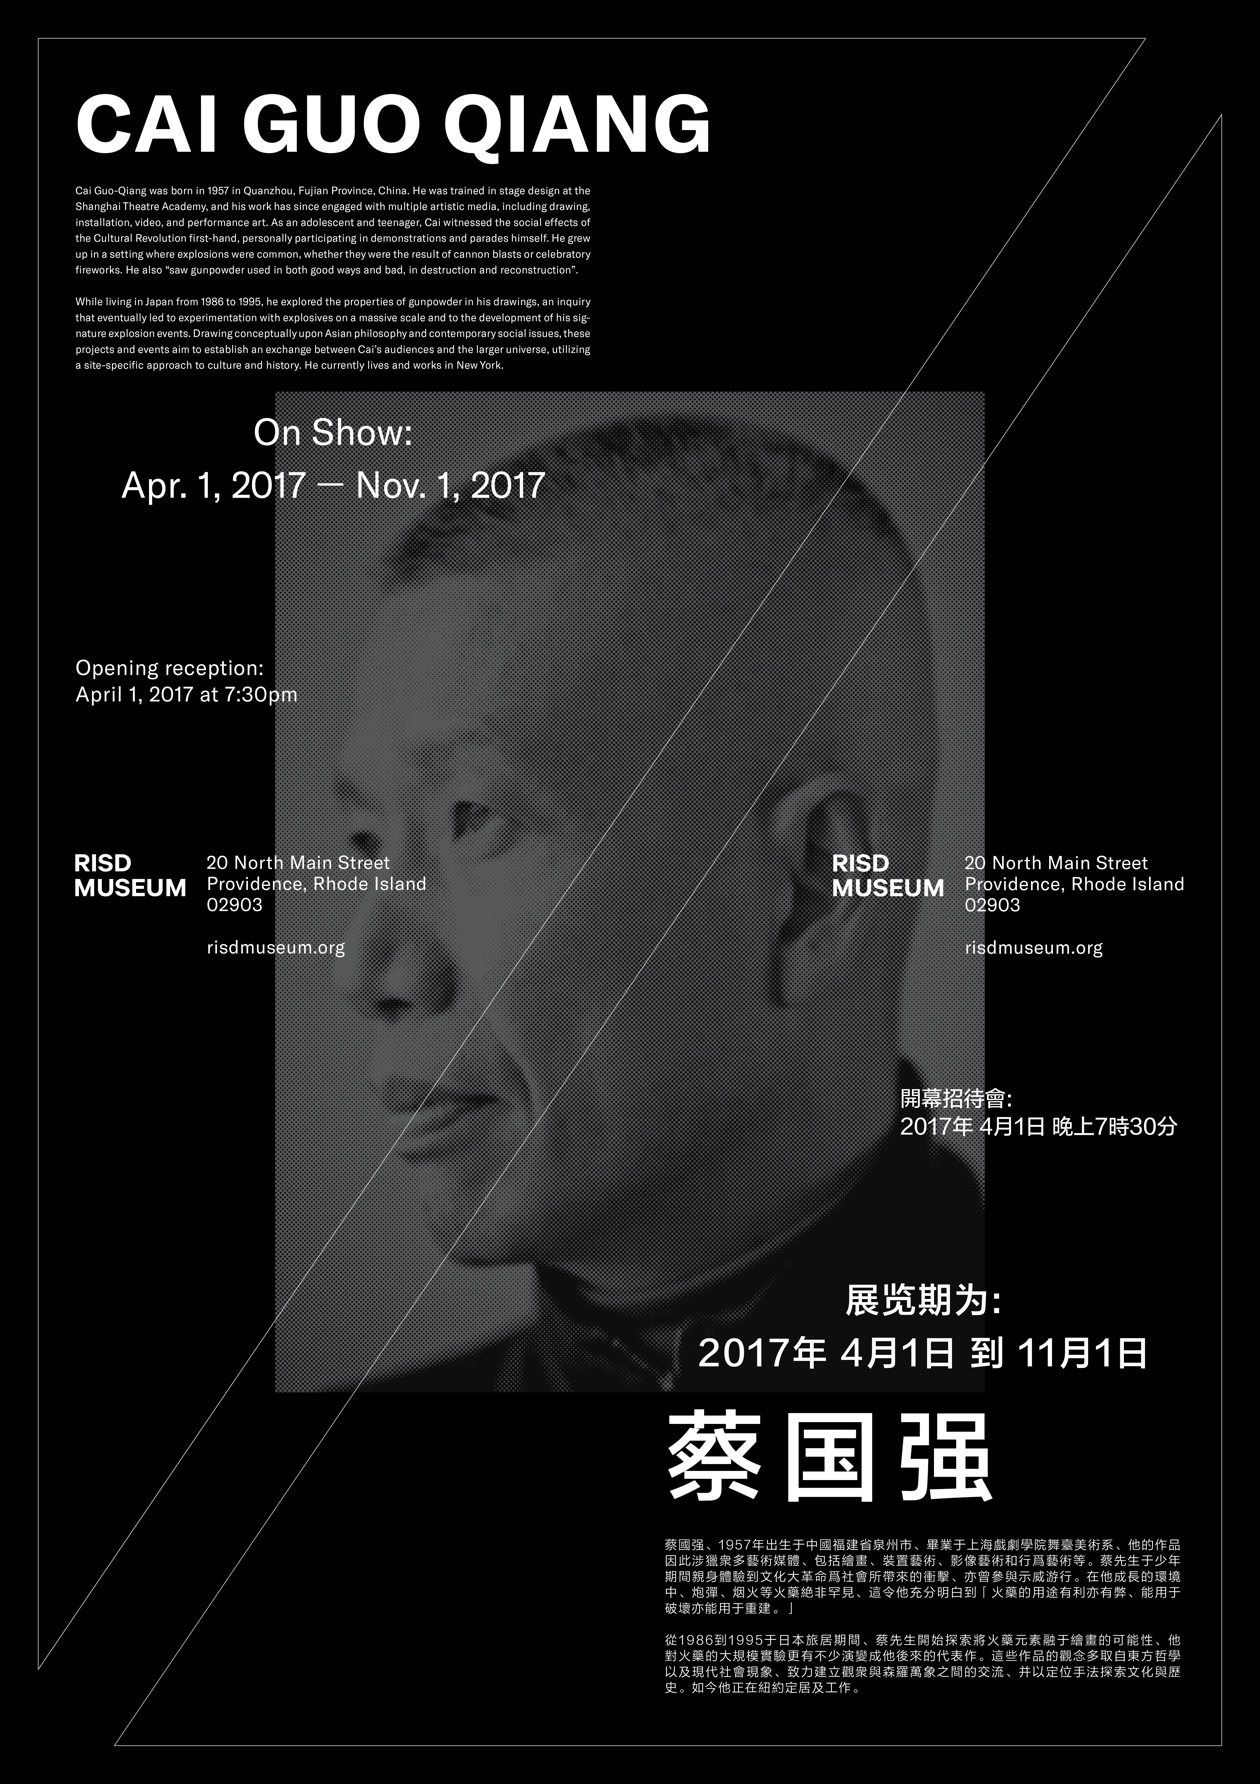 CAI GUO QIANG
Cai Guo-Qiang was born in 1957 in Quanzhou, Fujian Province, China. He was trained in stage design at the
Shanghai Theatre Academy, and his work has since engaged with multiple artistic media, including drawing,
installation, video, and performance art. As an adolescent and teenager, Cai witnessed the social effects of
the Cultural Revolution first-hand, personally participating in demonstrations and parades himself. He grew
up in a setting where explosions were common, whether they were the result of cannon blasts or celebratory
fireworks. He also “saw gunpowder used in both good ways and bad, in destruction and reconstruction”.
While living in Japan from 1986 to 1995, he explored the properties of gunpowder in his drawings, an inquiry
that eventually led to experimentation with explosives on a massive scale and to the development of his sig-
nature explosion events. Drawing conceptually upon Asian philosophy and contemporary social issues, these
projects and events aim to establish an exchange between Cai’s audiences and the larger universe, utilizing
a site-specific approach to culture and history. He currently lives and works in New York.
On Show:
Apr. 1, 2017 — Nov. 1, 2017
Opening reception:
April 1, 2017 at 7:30pm
RISD
MUSEUM
20 North Main Street
Providence, Rhode Island
02903
risdmuseum.org
RISD
MUSEUM
20 North Main Street
Providence, Rhode Island
02903
risdmuseum.org
開幕招待會:
2017年 4月1日 晚上7時30分
展览期为:
2017年 4月1日 到 11月1日
蔡国强
蔡國强、1957年出生于中國福建省泉州市、畢業于上海戲劇學院舞臺美術系、他的作品
因此涉獵衆多藝術媒體、包括繪畫、裝置藝術、影像藝術和行爲藝術等。蔡先生于少年
期間親身體驗到文化大革命爲社會所帶來的衝擊、亦曾參與示威游行。在他成長的環境
中、炮彈、烟火等火藥絶非罕見、這令他充分明白到「火藥的用途有利亦有弊、能用于
破壞亦能用于重建。」
從1986到1995于日本旅居期間、蔡先生開始探索將火藥元素融于繪畫的可能性、他
對火藥的大規模實驗更有不少演變成他後來的代表作。這些作品的觀念多取自東方哲學
以及現代社會現象、致力建立觀衆與森羅萬象之間的交流、并以定位手法探索文化與歷
史。如今他正在紐約定居及工作。